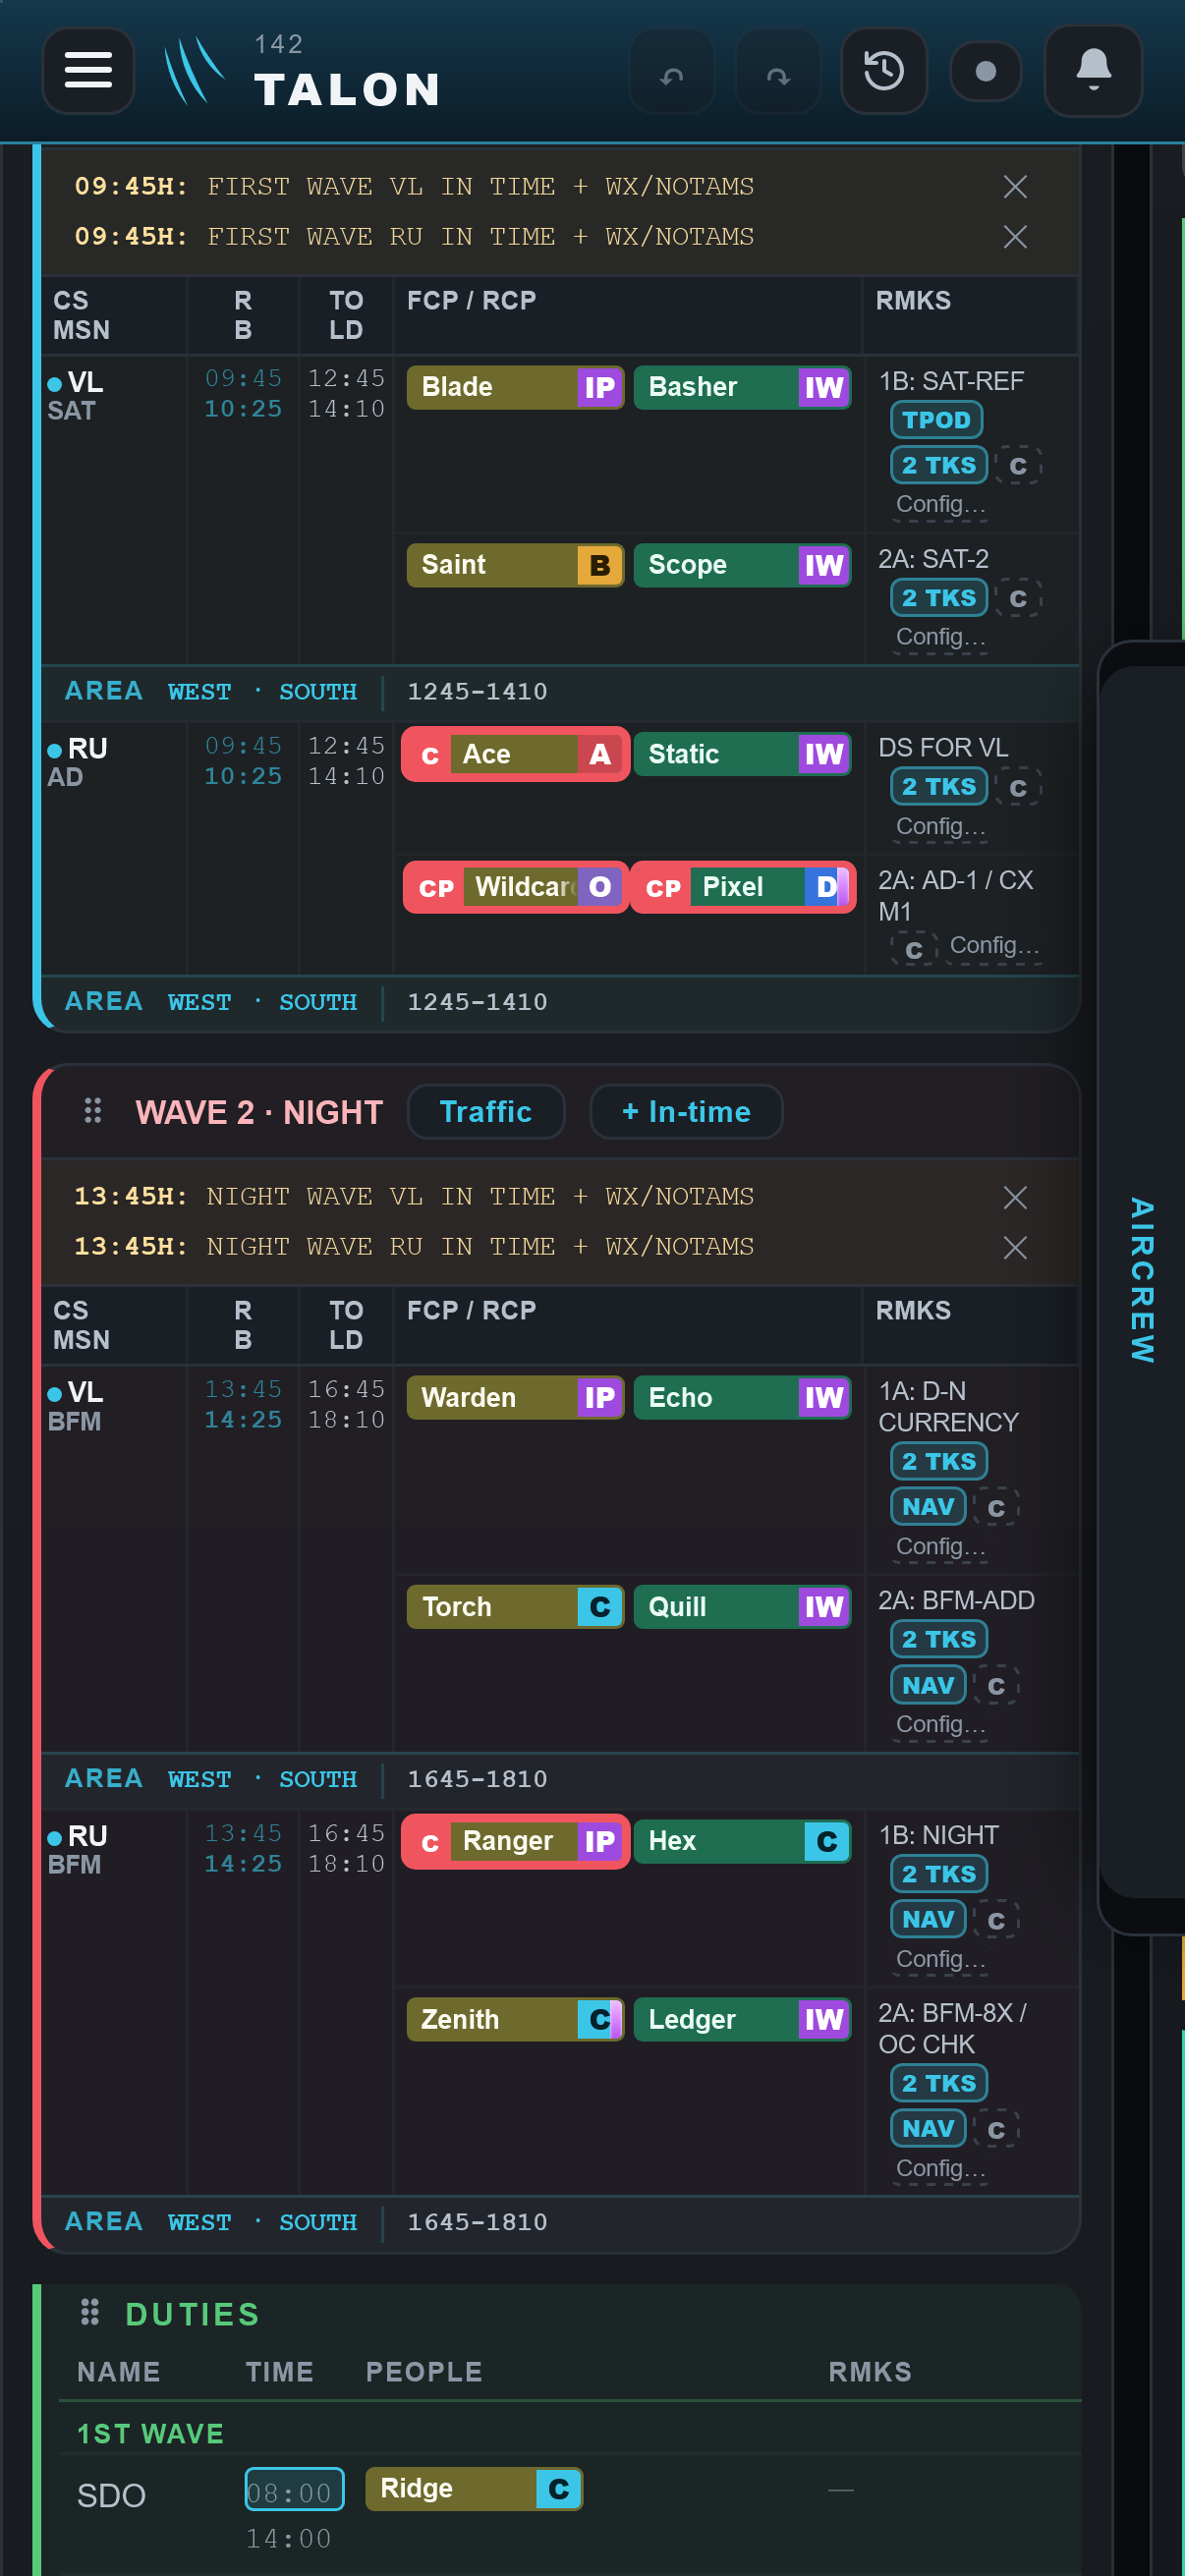 142
TALON
09:45H: FIRST WAVE VL IN TIME + WX/NOTAMS
09:45H: FIRST WAVE RU IN TIME + WX/NOTAMS
CS R TO FCP / RCP RMKS
MSN B LD
VL 09:45 12:45 Blade IP Basher IW 1B: SAT-REF
SAT 10:25 14:10 TPOD
2 TKS C
Config...
Saint B Scope IW 2A: SAT-2
2 TKS C
Config...
AREA WEST · SOUTH 1245-1410
RU 09:45 12:45 C Ace A Static IW DS FOR VL
AD 10:25 14:10 2 TKS C
Config...
CP Wildcar O CP Pixel D 2A: AD-1 / CX
M1
C Config...
AREA WEST · SOUTH 1245-1410
WAVE 2 · NIGHT Traffic + In-time
13:45H: NIGHT WAVE VL IN TIME + WX/NOTAMS
13:45H: NIGHT WAVE RU IN TIME + WX/NOTAMS
CS R TO FCP / RCP RMKS
MSN B LD
VL 13:45 16:45 Warden IP Echo IW 1A: D-N
BFM 14:25 18:10 CURRENCY
2 TKS
NAV C
Config...
Torch C Quill IW 2A: BFM-ADD
2 TKS
NAV C
Config...
AREA WEST · SOUTH 1645-1810
RU 13:45 16:45 C Ranger IP Hex C 1B: NIGHT
BFM 14:25 18:10 2 TKS
NAV C
Config...
Zenith C Ledger IW 2A: BFM-8X /
OC CHK
2 TKS
NAV C
Config...
AREA WEST · SOUTH 1645-1810
AIRCREW
DUTIES
NAME TIME PEOPLE RMKS
1ST WAVE
SDO 08:00 Ridge C —
14:00